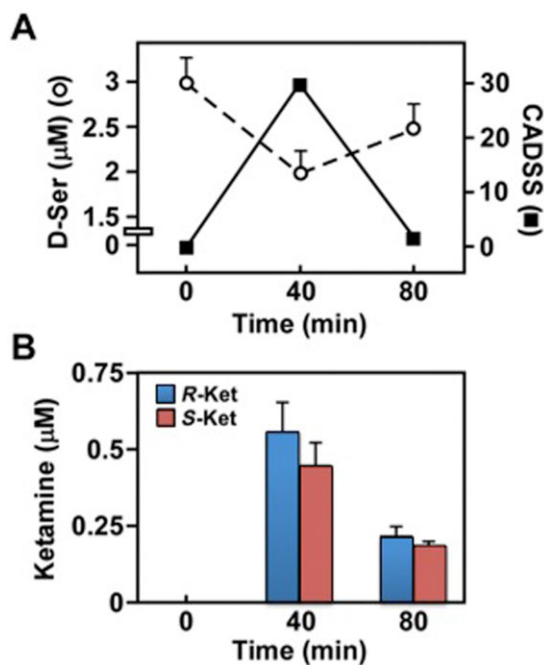 A
D-Ser (µM) (○)
3
2.5
2
1.5
0
30
20
10
0
CADSS (■)
0 40 80
Time (min)
B
Ketamine (µM)
0.75
0.5
0.25
0
R-Ket
S-Ket
0 40 80
Time (min)